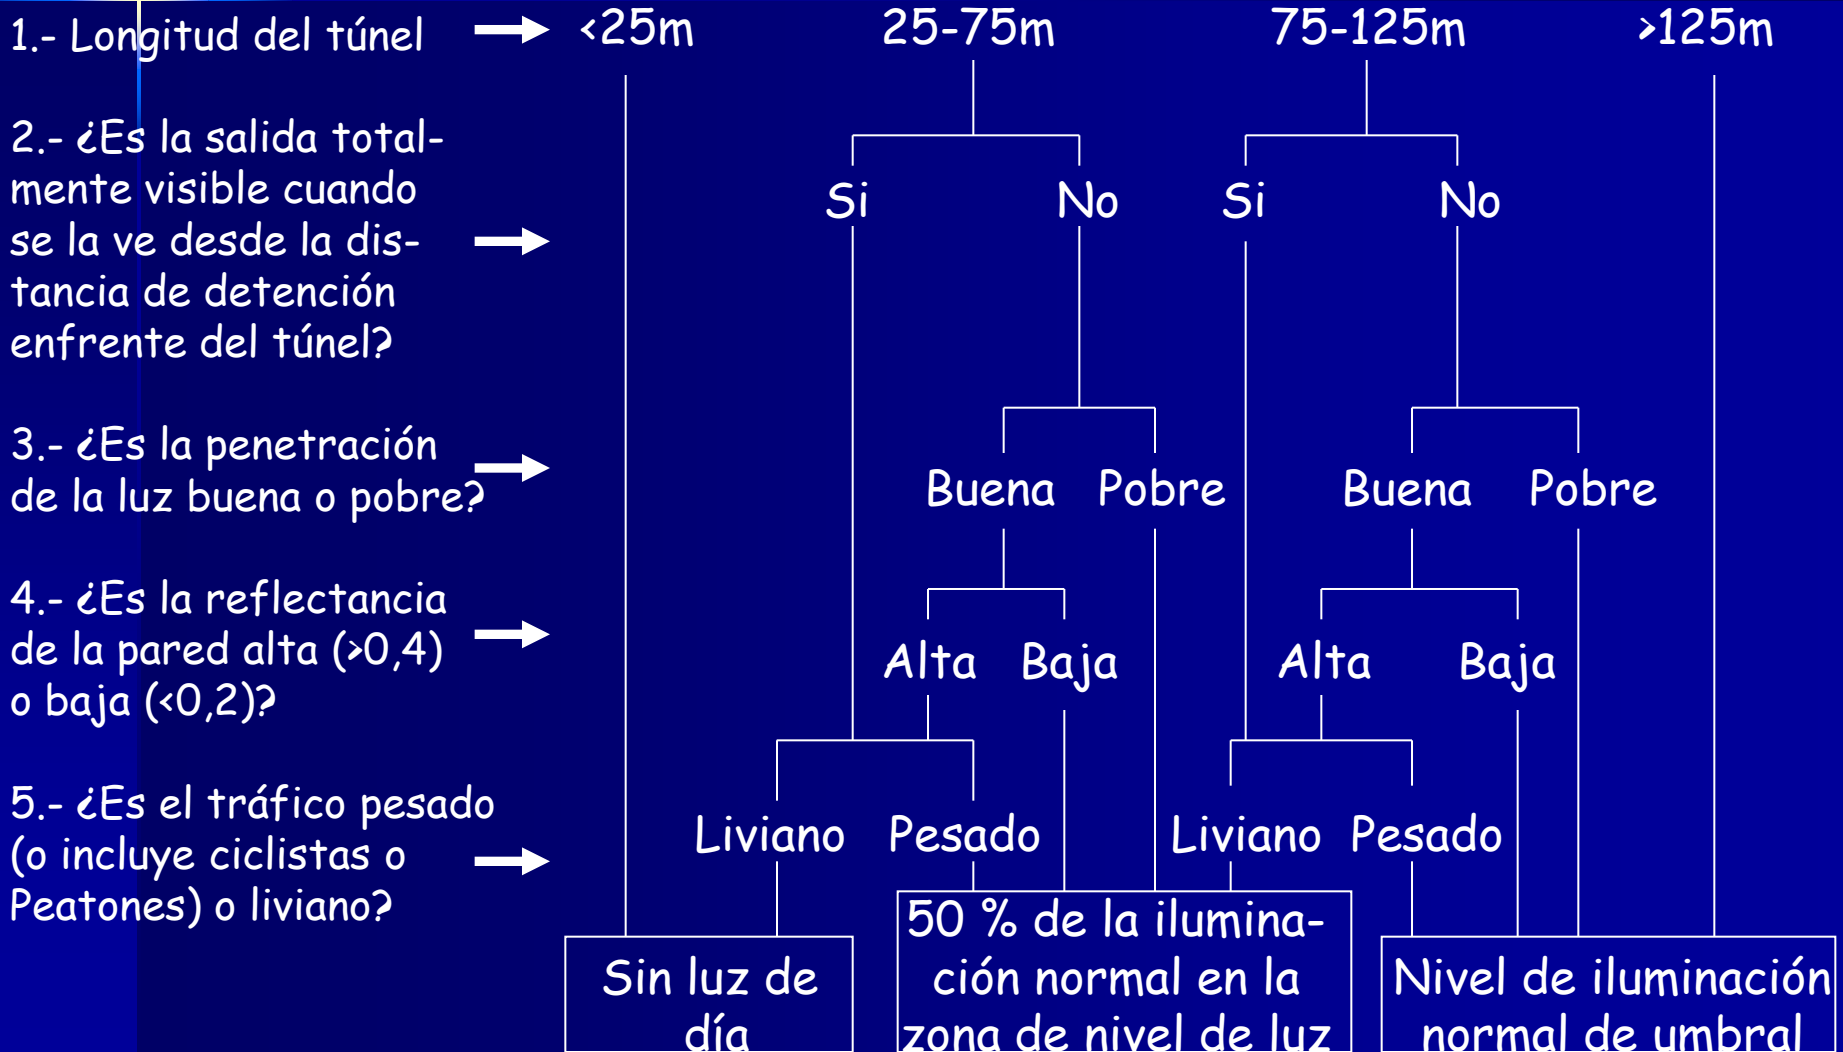 1.- Longitud del túnel
<25m 25-75m 75-125m >125m
2.- ¿Es la salida total-
mente visible cuando
se la ve desde la dis-
tancia de detención
enfrente del túnel?
Si No Si No
3.- ¿Es la penetración
de la luz buena o pobre?
Buena Pobre Buena Pobre
4.- ¿Es la reflectancia
de la pared alta (>0,4)
o baja (<0,2)?
Alta Baja Alta Baja
5.- ¿Es el tráfico pesado
(o incluye ciclistas o
Peatones) o liviano?
Liviano Pesado Liviano Pesado
Sin luz de
día
50 % de la ilumina-
ción normal en la
zona de nivel de luz
Nivel de iluminación
normal de umbral